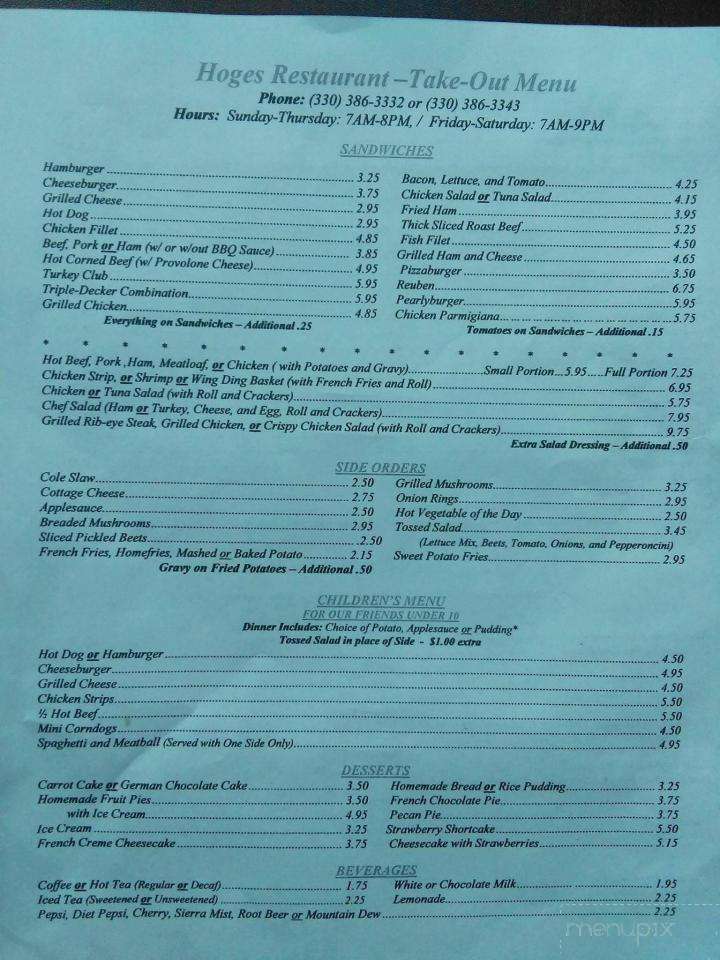 Hoges Restaurant –Take-Out Menu
Phone: (330) 386-3332 or (330) 386-3343
Hours: Sunday-Thursday: 7AM-8PM, / Friday-Saturday: 7AM-9PM
SANDWICHES
Hamburger 3.25
Cheeseburger 3.75
Grilled Cheese 2.95
Hot Dog 2.95
Chicken Fillet 4.85
Beef, Pork or Ham (w/ or w/out BBQ Sauce) 3.85
Hot Corned Beef (w/ Provolone Cheese) 4.95
Turkey Club 5.95
Triple-Decker Combination 5.95
Grilled Chicken 4.85
Everything on Sandwiches – Additional .25
Bacon, Lettuce, and Tomato 4.25
Chicken Salad or Tuna Salad 4.15
Fried Ham 3.95
Thick Sliced Roast Beef 5.25
Fish Filet 4.50
Grilled Ham and Cheese 4.65
Pizzaburger 3.50
Reuben 6.75
Pearlyburger 5.95
Chicken Parmigiana 5.75
Tomatoes on Sandwiches – Additional .15
* * * * * * * * * * * * * * * * *
Hot Beef, Pork ,Ham, Meatloaf, or Chicken ( with Potatoes and Gravy) Small Portion...5.95....Full Portion 7.25
Chicken Strip, or Shrimp or Wing Ding Basket (with French Fries and Roll) 6.95
Chicken or Tuna Salad (with Roll and Crackers) 5.75
Chef Salad (Ham or Turkey, Cheese, and Egg, Roll and Crackers) 7.95
Grilled Rib-eye Steak, Grilled Chicken, or Crispy Chicken Salad (with Roll and Crackers) 9.75
Extra Salad Dressing – Additional .50
SIDE ORDERS
Cole Slaw 2.50
Cottage Cheese 2.75
Applesauce 2.50
Breaded Mushrooms 2.95
Sliced Pickled Beets .2.50
French Fries, Homefries, Mashed or Baked Potato 2.15
Gravy on Fried Potatoes – Additional .50
Grilled Mushrooms 3.25
Onion Rings 2.95
Hot Vegetable of the Day 2.50
Tossed Salad 3.45
(Lettuce Mix, Beets, Tomato, Onions, and Pepperoncini)
Sweet Potato Fries 2.95
CHILDREN'S MENU
FOR OUR FRIENDS UNDER 10
Dinner Includes: Choice of Potato, Applesauce or Pudding*
Tossed Salad in place of Side - $1.00 extra
Hot Dog or Hamburger 4.50
Cheeseburger 4.95
Grilled Cheese 4.50
Chicken Strips 5.50
½ Hot Beef 5.50
Mini Corndogs 4.50
Spaghetti and Meatball (Served with One Side Only) 4.95
DESSERTS
Carrot Cake or German Chocolate Cake 3.50
Homemade Fruit Pies 3.50
with Ice Cream 4.95
Ice Cream 3.25
French Creme Cheesecake 3.75
Homemade Bread or Rice Pudding 3.25
French Chocolate Pie 3.75
Pecan Pie 3.75
Strawberry Shortcake 5.50
Cheesecake with Strawberries 5.15
BEVERAGES
Coffee or Hot Tea (Regular or Decaf) 1.75
Iced Tea (Sweetened or Unsweetened) 2.25
White or Chocolate Milk 1.95
Lemonade 2.25
Pepsi, Diet Pepsi, Cherry, Sierra Mist, Root Beer or Mountain Dew 2.25
menupix